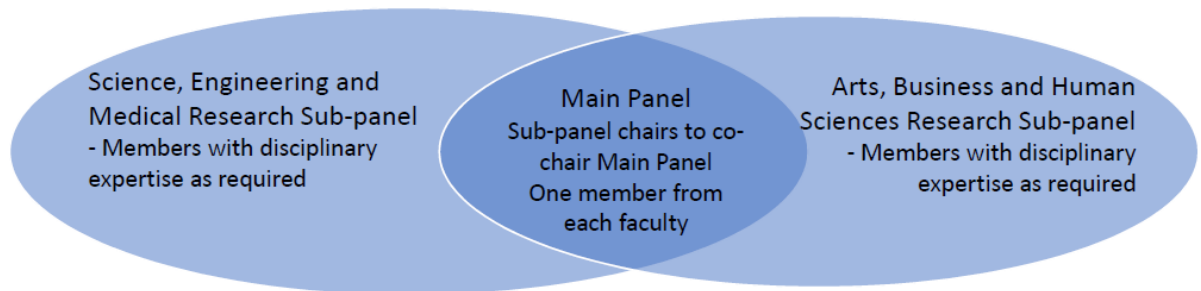 Science, Engineering and
Medical Research Sub-panel
- Members with disciplinary
expertise as required
Main Panel
Sub-panel chairs to co-
chair Main Panel
One member from
each faculty
Arts, Business and Human
Sciences Research Sub-panel
- Members with disciplinary
expertise as required